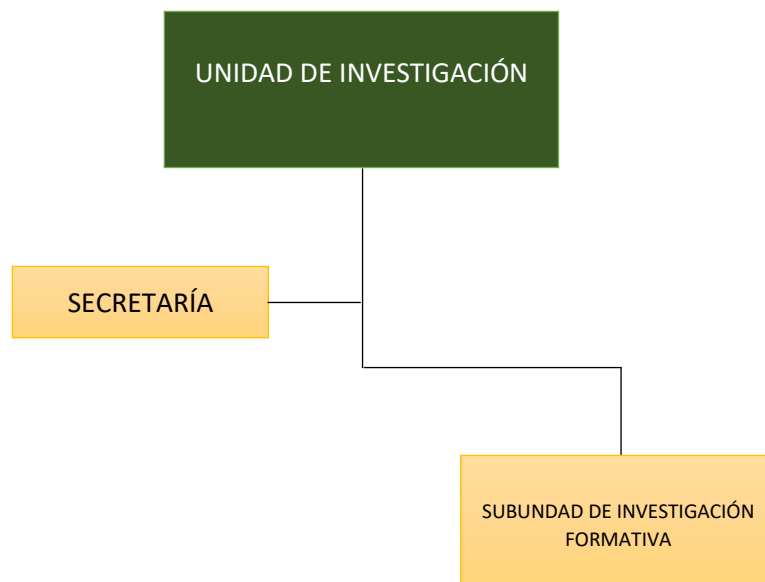 UNIDAD DE INVESTIGACIÓN
SECRETARÍA
SUBUNDAD DE INVESTIGACIÓN
FORMATIVA